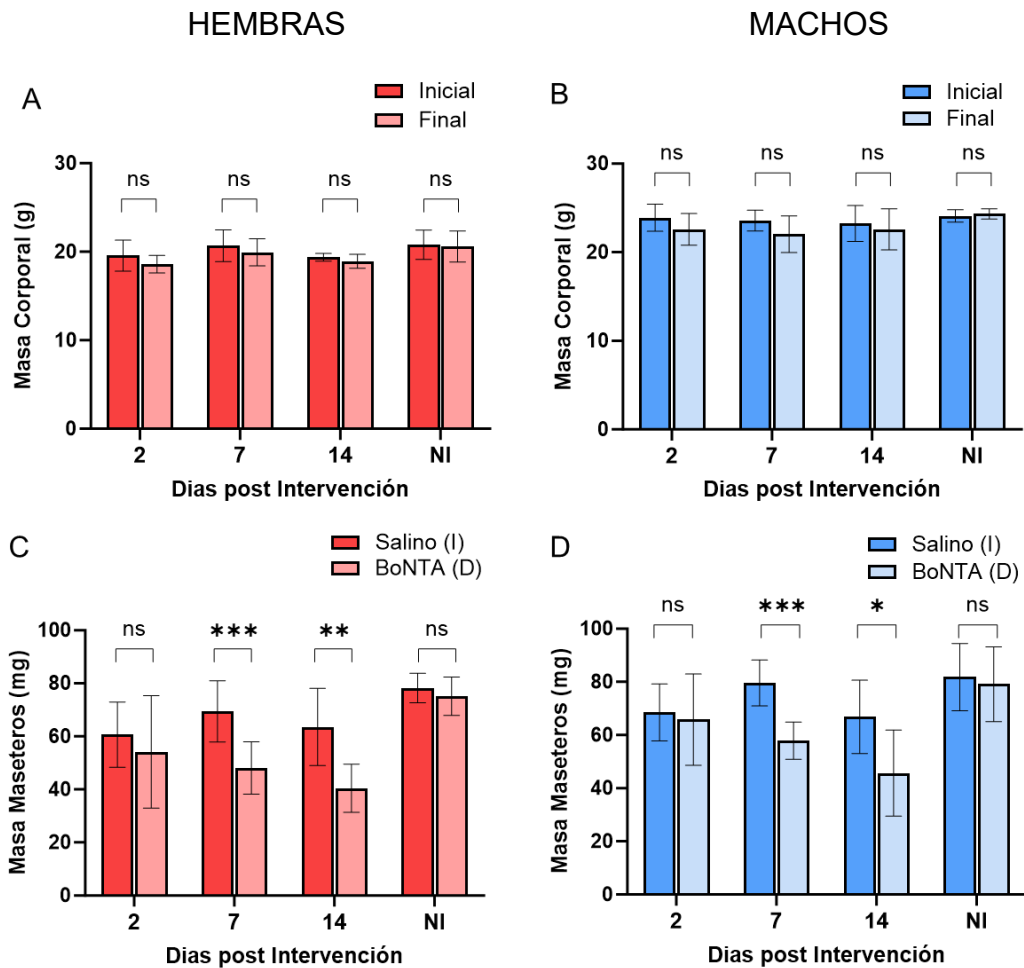 HEMBRAS
MACHOS
A
Inicial
Final
30
20
10
0
ns
ns
ns
ns
Masa Corporal (g)
2
7
14
NI
Dias post Intervención
B
Inicial
Final
30
20
10
0
ns
ns
ns
ns
Masa Corporal (g)
2
7
14
NI
Dias post Intervención
C
Salino (I)
BoNTA (D)
100
80
60
40
20
0
ns
***
**
ns
Masa Maseteros (mg)
2
7
14
NI
Dias post Intervención
D
Salino (I)
BoNTA (D)
100
80
60
40
20
0
ns
***
*
ns
Masa Maseteros (mg)
2
7
14
NI
Dias post Intervención